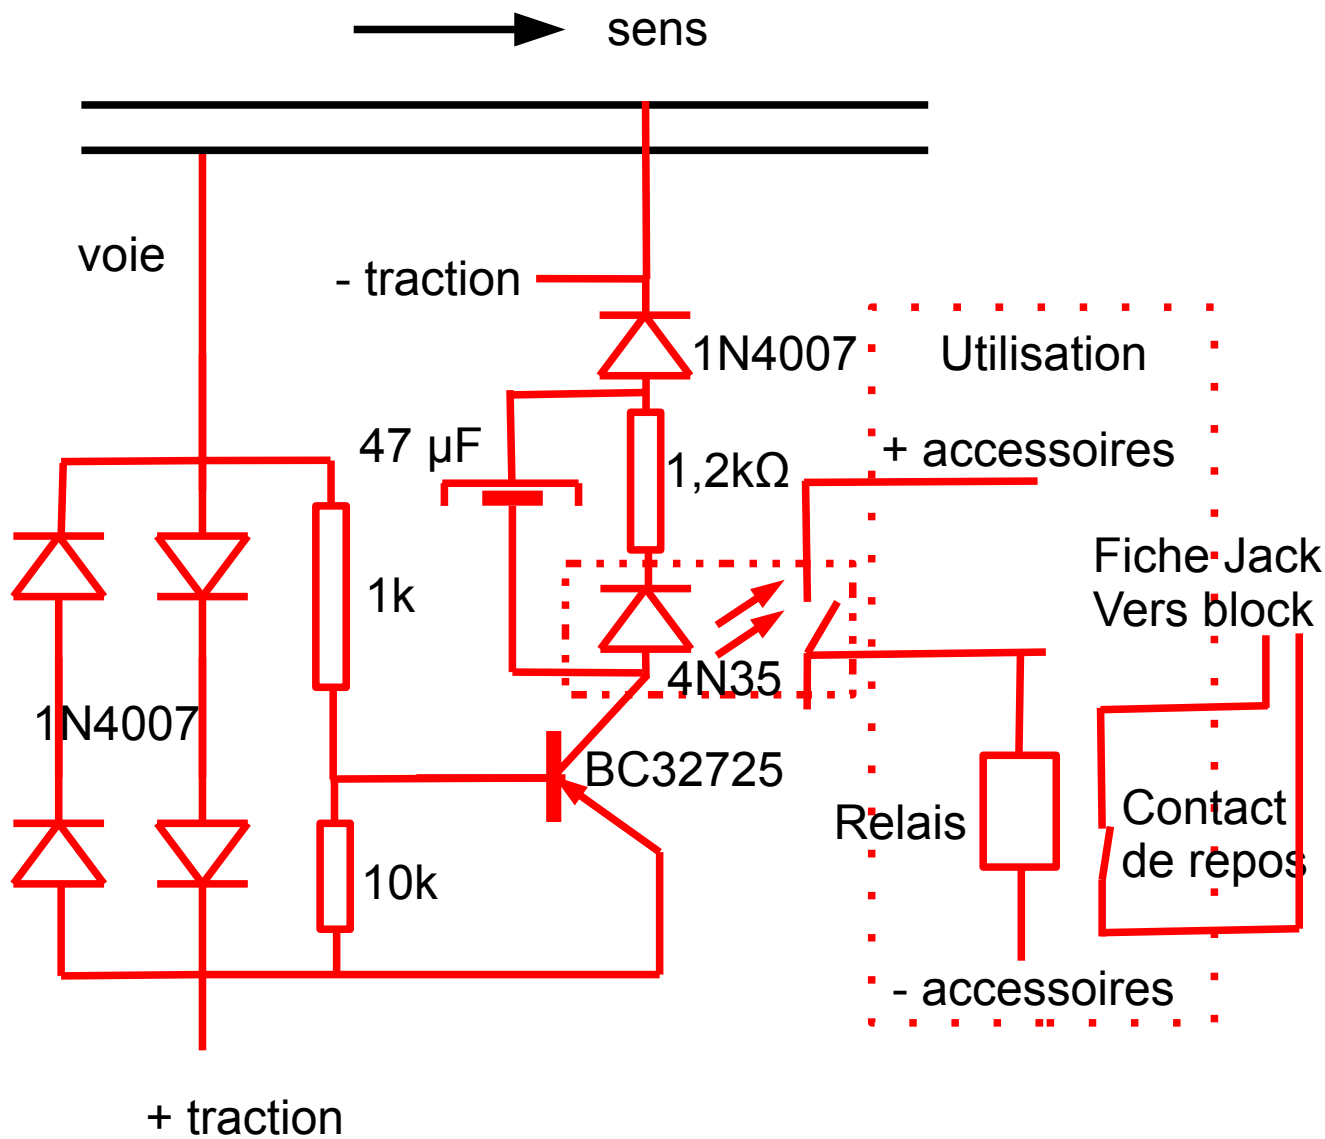 sens
voie
- traction
1N4007
Utilisation
47 µF
1,2kΩ
+ accessoires
Fiche Jack
Vers block
1k
4N35
1N4007
BC32725
Relais
Contact
de repos
10k
- accessoires
+ traction